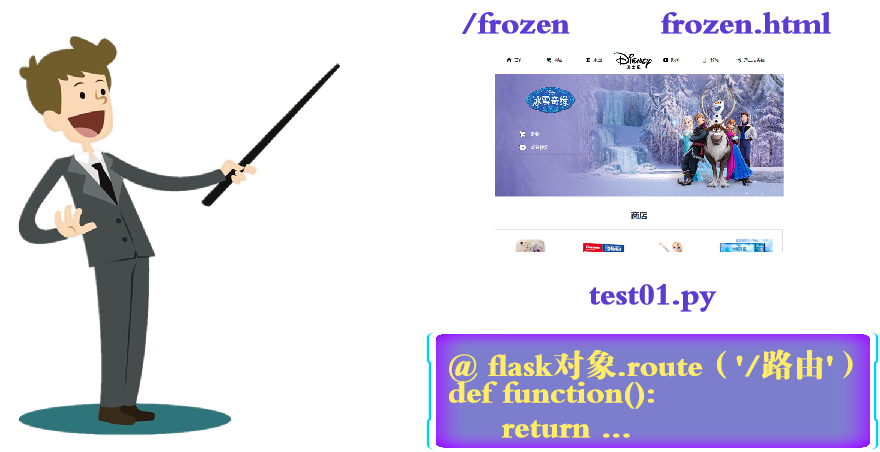 /frozen frozen.html
Disney
冰雪奇缘
商店
test01.py
@ flask对象.route（'/路由'）
def function():
return ...